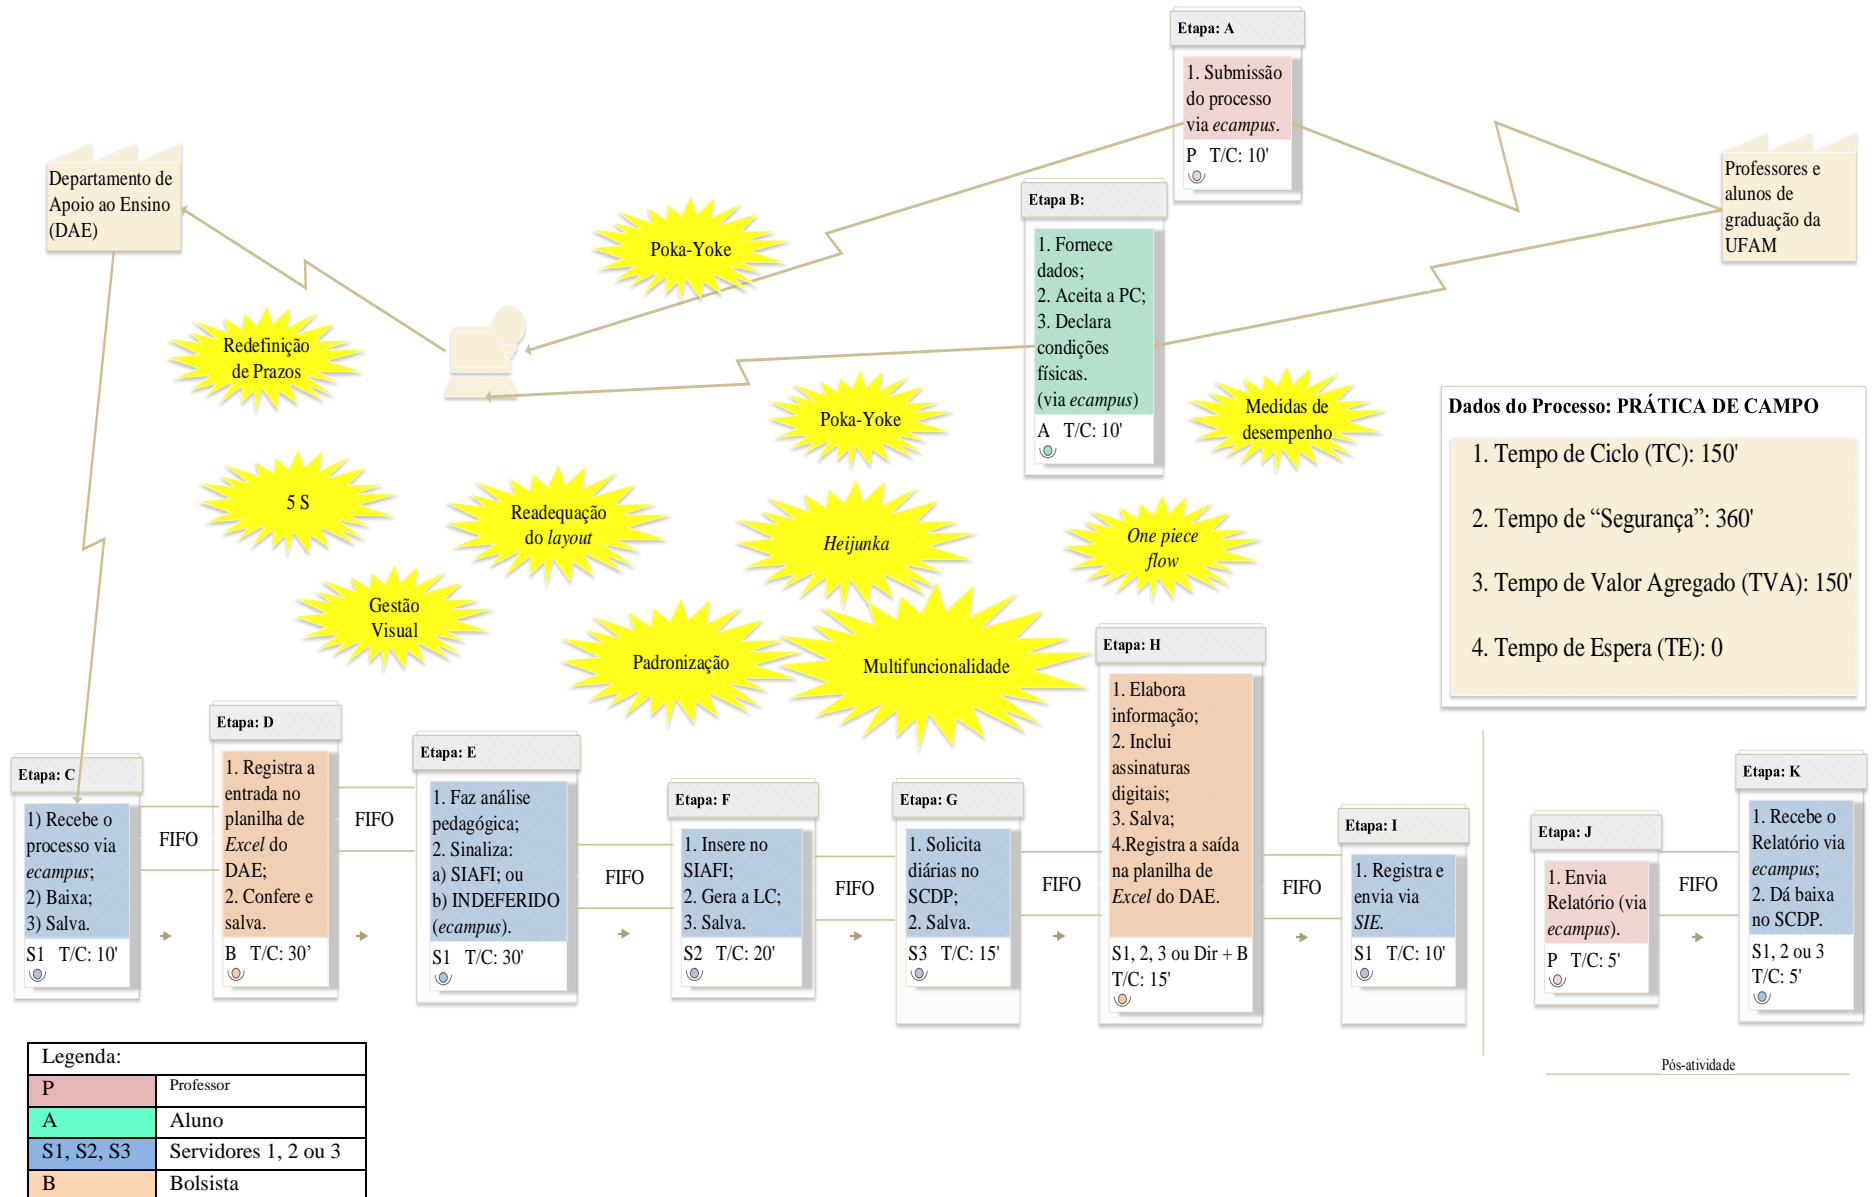 Etapa: A
1. Submissão
do processo
via ecampus.
P T/C: 10'
Departamento de
Apoio ao Ensino
(DAE)
Professores e
alunos de
graduação da
UFAM
Etapa B:
1. Fornece
dados;
2. Aceita a PC;
3. Declara
condições
físicas.
(via ecampus)
A T/C: 10'
Poka-Yoke
Redefinição
de Prazos
Poka-Yoke
Medidas de
desempenho
5 S
Readequação
do layout
Heijunka
One piece
flow
Gestão
Visual
Padronização
Multifuncionalidade
Dados do Processo: PRÁTICA DE CAMPO
1. Tempo de Ciclo (TC): 150'
2. Tempo de “Segurança”: 360'
3. Tempo de Valor Agregado (TVA): 150'
4. Tempo de Espera (TE): 0
Etapa: C
1) Recebe o
processo via
ecampus;
2) Baixa;
3) Salva.
S1 T/C: 10'
FIFO
Etapa: D
1. Registra a
entrada no
planilha de
Excel do
DAE;
2. Confere e
salva.
B T/C: 30’
FIFO
Etapa: E
1. Faz análise
pedagógica;
2. Sinaliza:
a) SIAFI; ou
b) INDEFERIDO
(ecampus).
S1 T/C: 30'
FIFO
Etapa: F
1. Insere no
SIAFI;
2. Gera a LC;
3. Salva.
S2 T/C: 20'
FIFO
Etapa: G
1. Solicita
diárias no
SCDP;
2. Salva.
S3 T/C: 15'
FIFO
Etapa: H
1. Elabora
informação;
2. Inclui
assinaturas
digitais;
3. Salva;
4.Registra a saída
na planilha de
Excel do DAE.
S1, 2, 3 ou Dir + B
T/C: 15'
FIFO
Etapa: I
1. Registra e
envia via
SIE.
S1 T/C: 10'
Etapa: J
1. Envia
Relatório (via
ecampus).
P T/C: 5'
FIFO
Etapa: K
1. Recebe o
Relatório via
ecampus;
2. Dá baixa
no SCDP.
S1, 2 ou 3
T/C: 5'
Pós-atividade
Legenda:
P Professor
A Aluno
S1, S2, S3 Servidores 1, 2 ou 3
B Bolsista